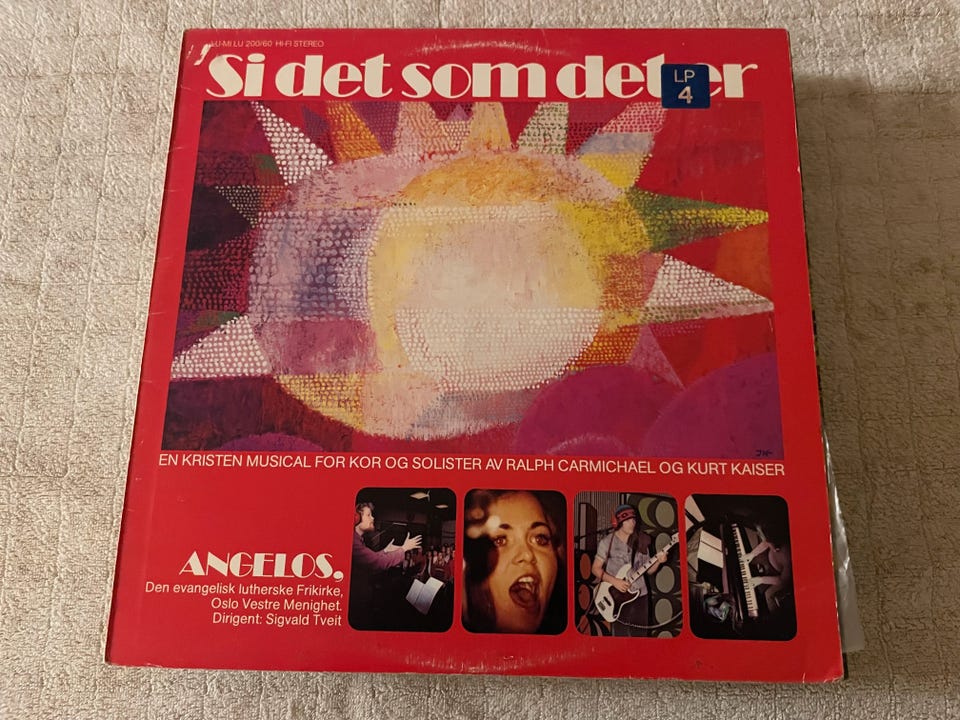 LU-MI LU 200/60 HI-FI STEREO
Si det som det er
LP
4
EN KRISTEN MUSICAL FOR KOR OG SOLISTER AV RALPH CARMICHAEL OG KURT KAISER
ANGELOS,
Den evangelisk lutherske Frikirke,
Oslo Vestre Menighet.
Dirigent: Sigvald Tveit